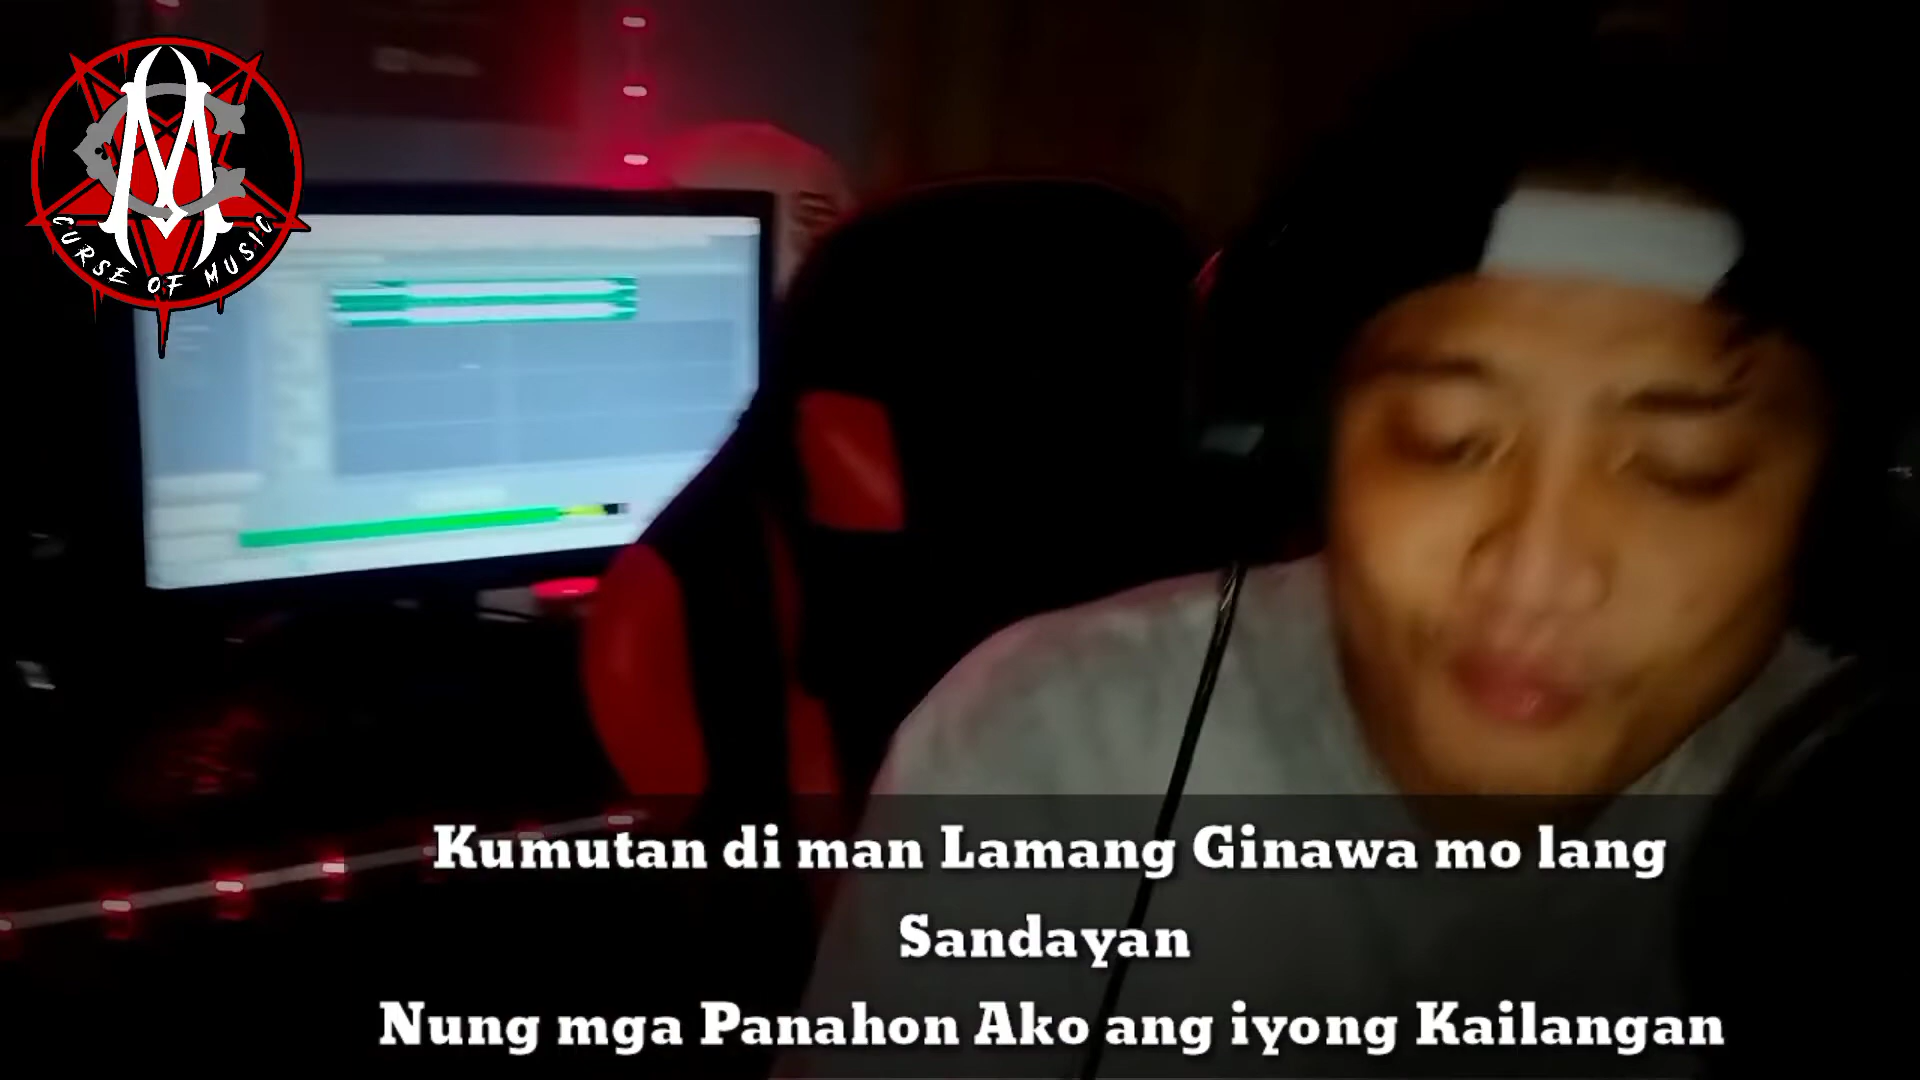 CURSE OF MUSIC
Kumutan di man Lamang Ginawa mo lang
Sandayan
Nung mga Panahon Ako ang iyong Kailangan